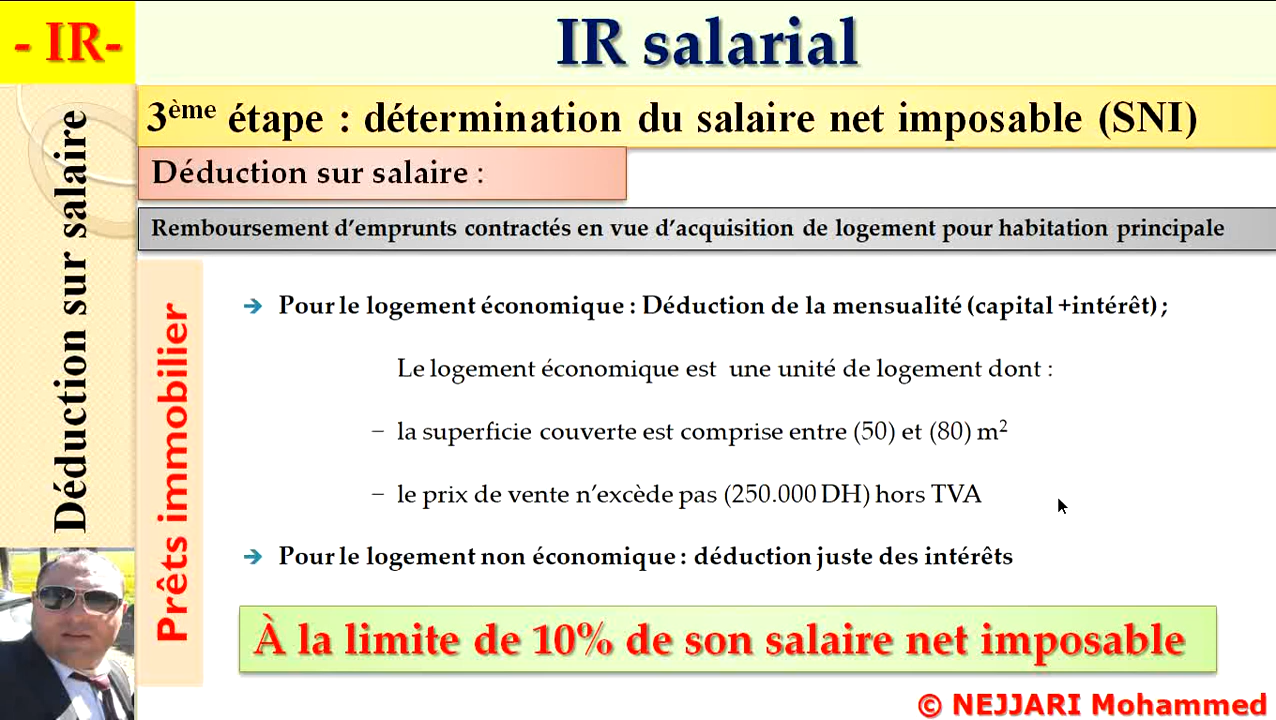 - IR-
IR salarial
3ème étape : détermination du salaire net imposable (SNI)
Déduction sur salaire :
Remboursement d’emprunts contractés en vue d’acquisition de logement pour habitation principale
Déduction sur salaire
Prêts immobilier
Pour le logement économique : Déduction de la mensualité (capital +intérêt) ;
Le logement économique est une unité de logement dont :
– la superficie couverte est comprise entre (50) et (80) m²
– le prix de vente n’excède pas (250.000 DH) hors TVA
Pour le logement non économique : déduction juste des intérêts
À la limite de 10% de son salaire net imposable
© NEJJARI Mohammed